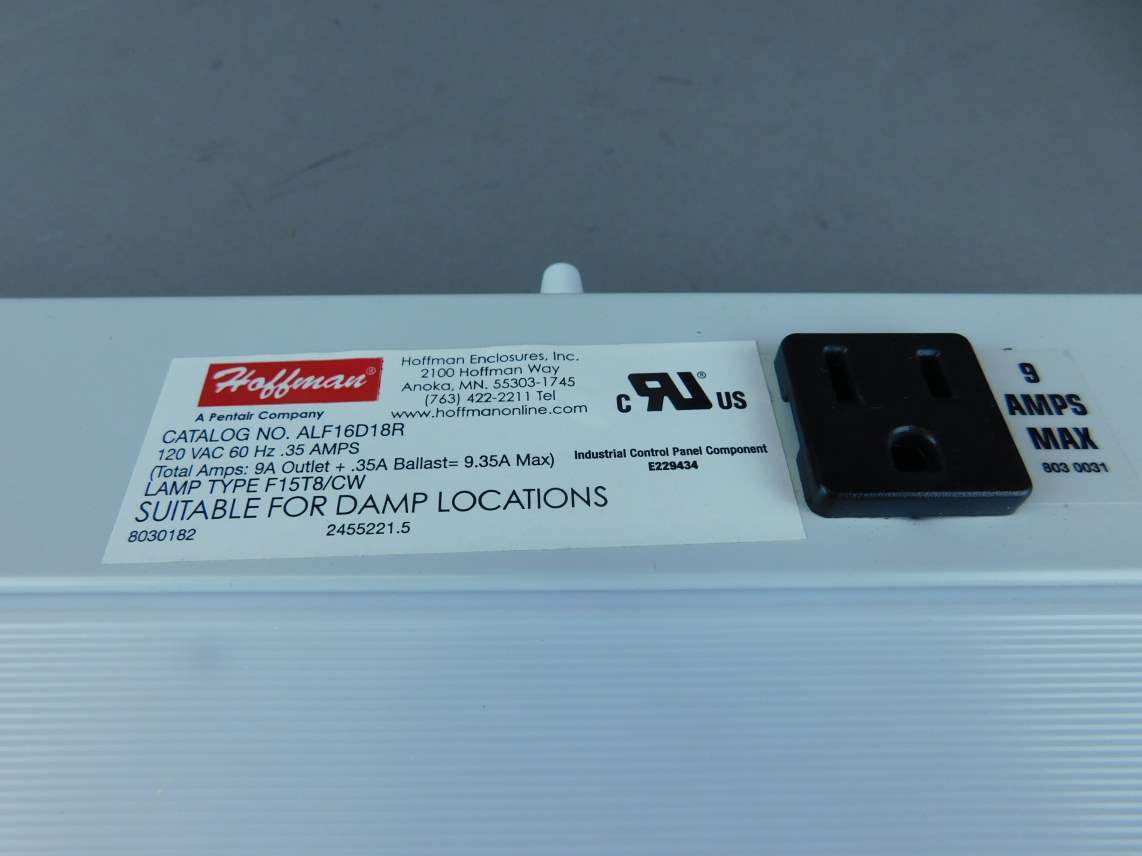 Hoffman®
A Pentair Company
Hoffman Enclosures, Inc.
2100 Hoffman Way
Anoka, MN. 55303-1745
(763) 422-2211 Tel
www.hoffmanonline.com
CATALOG NO. ALF16D18R
120 VAC 60 Hz .35 AMPS
(Total Amps: 9A Outlet + .35A Ballast= 9.35A Max)
LAMP TYPE F15T8/CW
SUITABLE FOR DAMP LOCATIONS
8030182 2455221.5
C RU® US
Industrial Control Panel Component
E229434
9
AMPS
MAX
803 0031